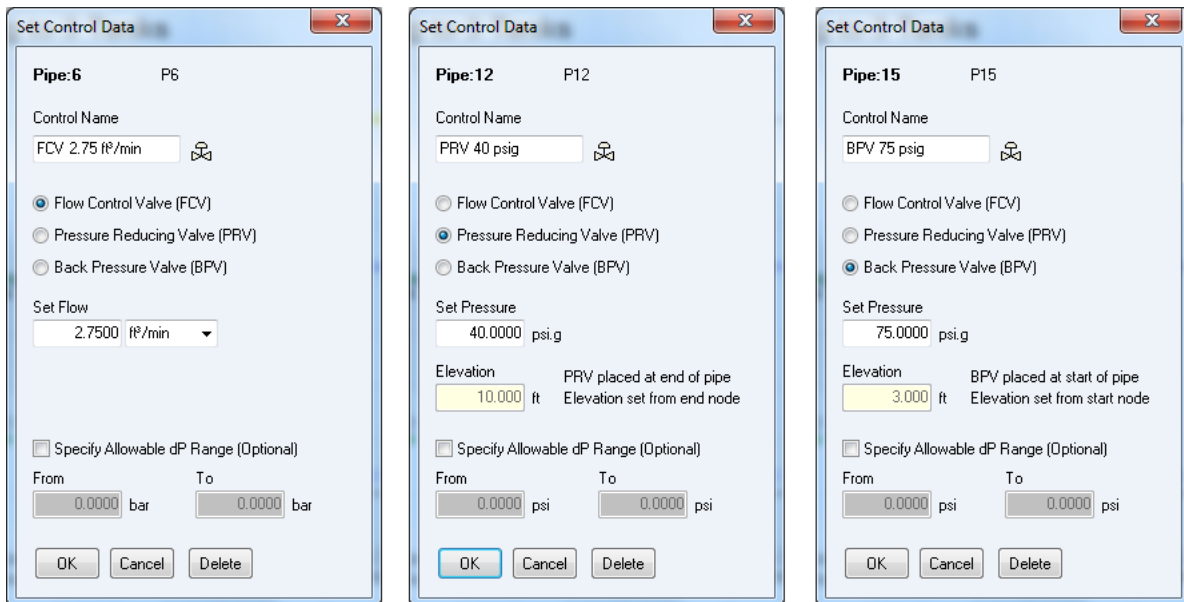 Set Control Data
Pipe:6 P6
Control Name
FCV 2.75 ft³/min
Flow Control Valve (FCV)
Pressure Reducing Valve (PRV)
Back Pressure Valve (BPV)
Set Flow
2.7500 ft³/min
Specify Allowable dP Range (Optional)
From To
0.0000 bar 0.0000 bar
OK Cancel Delete
Set Control Data
Pipe:12 P12
Control Name
PRV 40 psig
Flow Control Valve (FCV)
Pressure Reducing Valve (PRV)
Back Pressure Valve (BPV)
Set Pressure
40.0000 psi.g
Elevation PRV placed at end of pipe
10.000 ft Elevation set from end node
Specify Allowable dP Range (Optional)
From To
0.0000 psi 0.0000 psi
OK Cancel Delete
Set Control Data
Pipe:15 P15
Control Name
BPV 75 psig
Flow Control Valve (FCV)
Pressure Reducing Valve (PRV)
Back Pressure Valve (BPV)
Set Pressure
75.0000 psi.g
Elevation BPV placed at start of pipe
3.000 ft Elevation set from start node
Specify Allowable dP Range (Optional)
From To
0.0000 psi 0.0000 psi
OK Cancel Delete